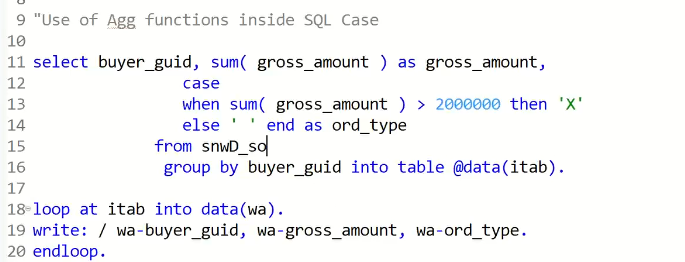 9 "Use of Agg functions inside SQL Case
10
11 select buyer_guid, sum( gross_amount ) as gross_amount,
12 case
13 when sum( gross_amount ) > 2000000 then 'X'
14 else ' ' end as ord_type
15 from snwD_so
16 group by buyer_guid into table @data(itab).
17
18 loop at itab into data(wa).
19 write: / wa-buyer_guid, wa-gross_amount, wa-ord_type.
20 endloop.